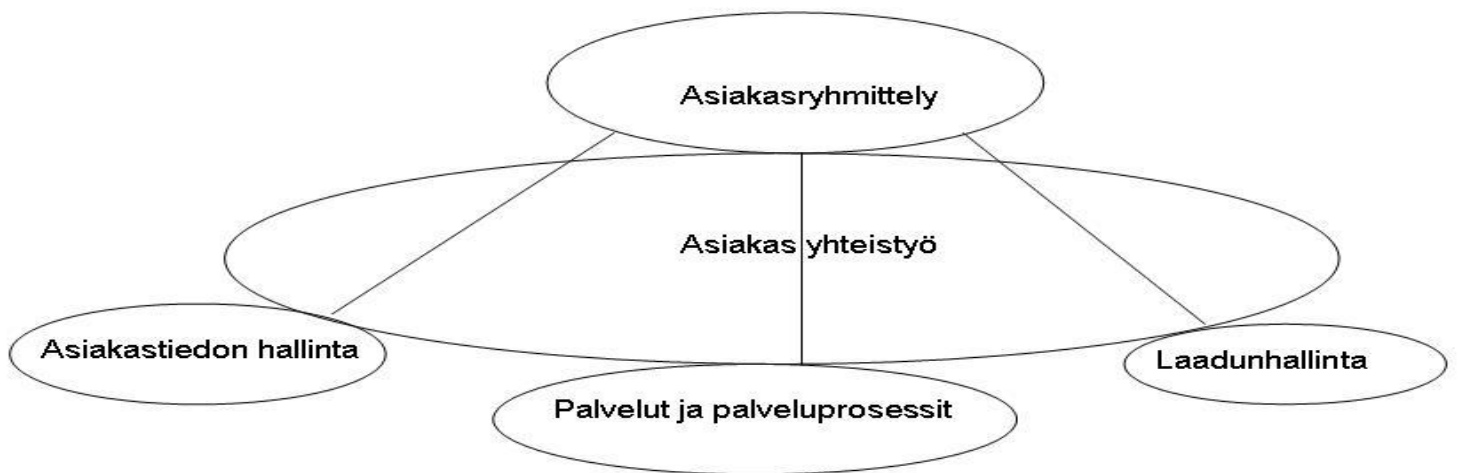 Asiakasryhmittely
Asiakas yhteistyö
Asiakastiedon hallinta
Laadunhallinta
Palvelut ja palveluprosessit